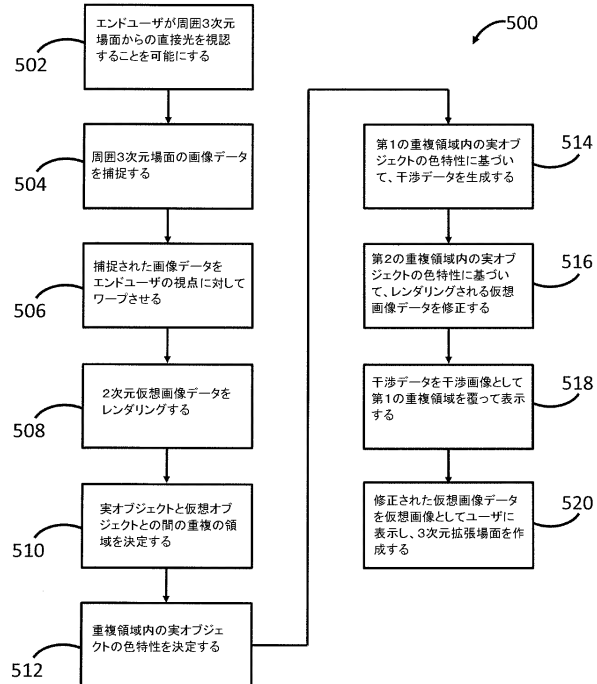 エンドユーザが周囲3次元
場面からの直接光を視認
することを可能にする
502
周囲3次元場面の画像データ
を捕捉する
504
捕捉された画像データを
エンドユーザの視点に対して
ワープさせる
506
2次元仮想画像データを
レンダリングする
508
実オブジェクトと仮想オブ
ジェクトとの間の重複の領
域を決定する
510
重複領域内の実オブジェ
クトの色特性を決定する
512
500
第1の重複領域内の実オブジェ
クトの色特性に基づい
て、干渉データを生成する
514
第2の重複領域内の実オブ
ジェクトの色特性に基づい
て、レンダリングされる仮想
画像データを修正する
516
干渉データを干渉画像として
第1の重複領域を覆って表示
する
518
修正された仮想画像データ
を仮想画像としてユーザに
表示し、3次元拡張場面を作
成する
520